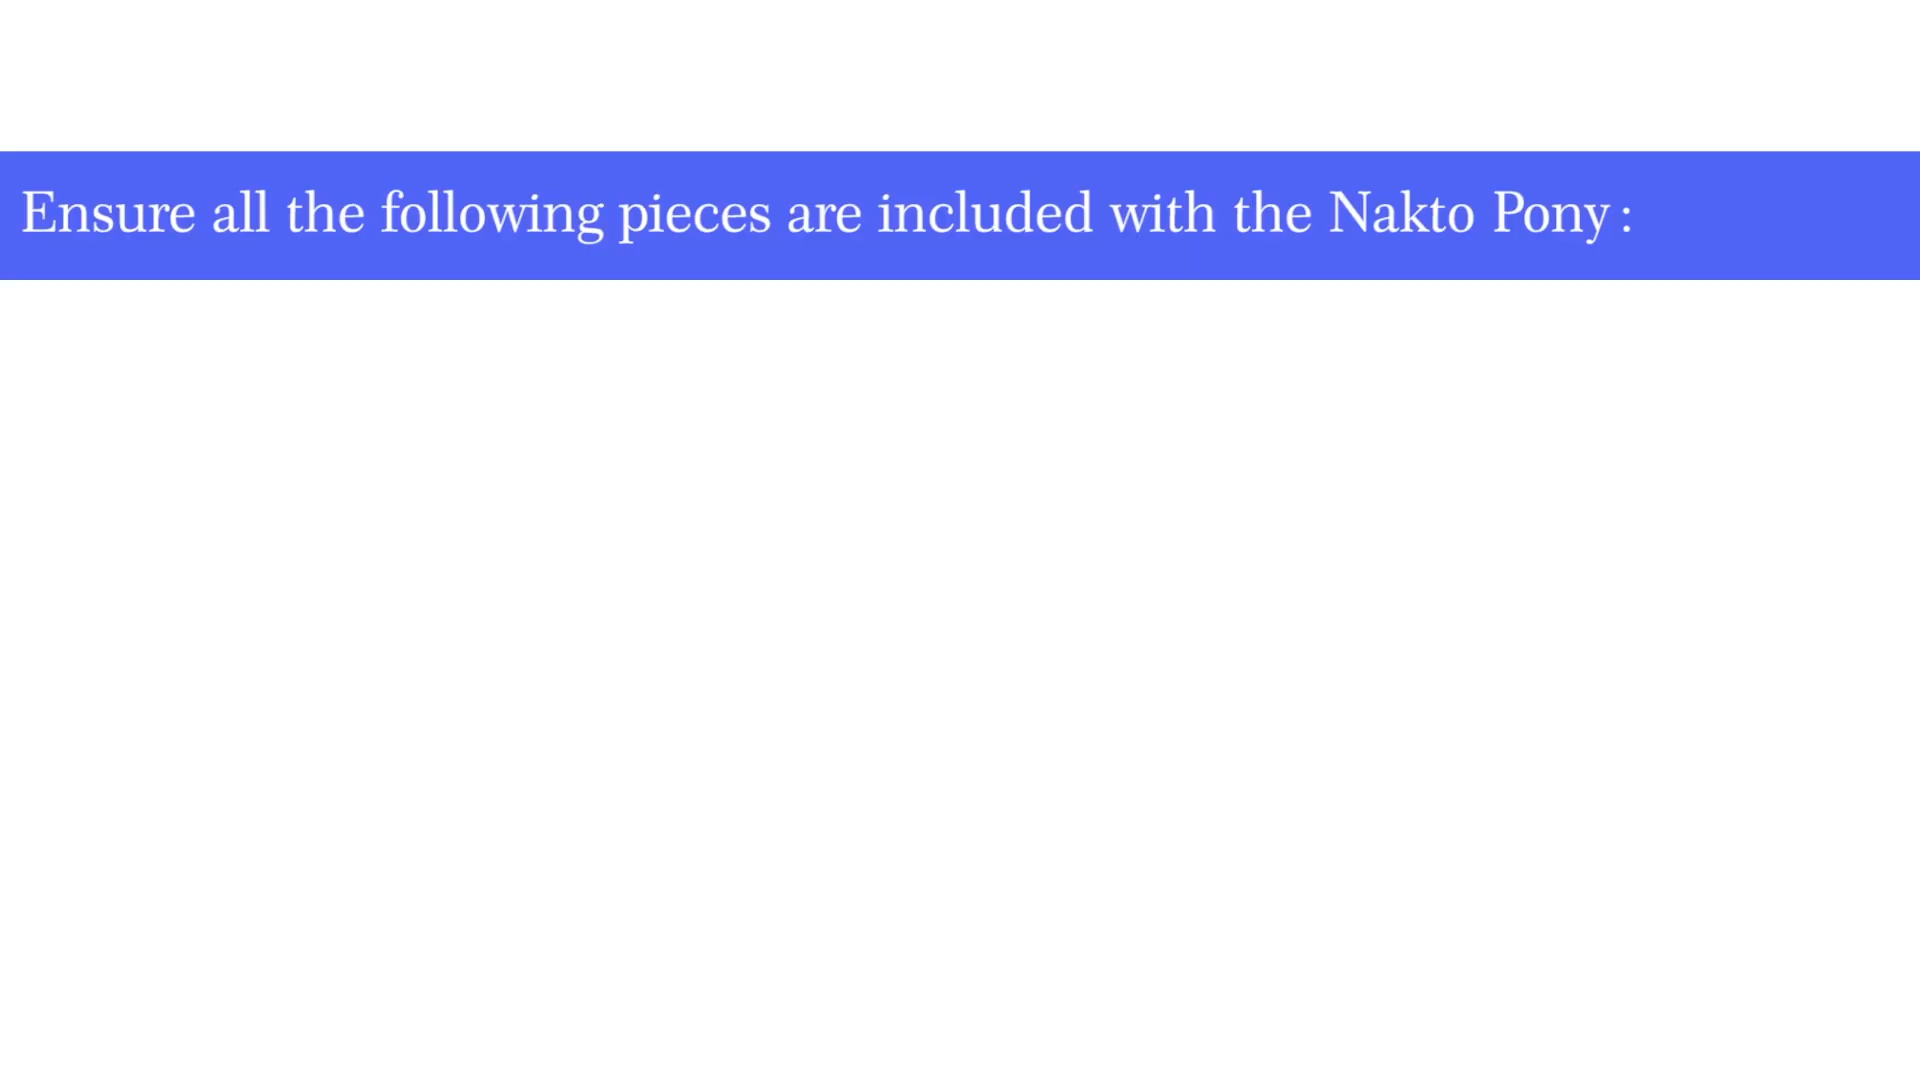 Ensure all the following pieces are included with the Nakto Pony: